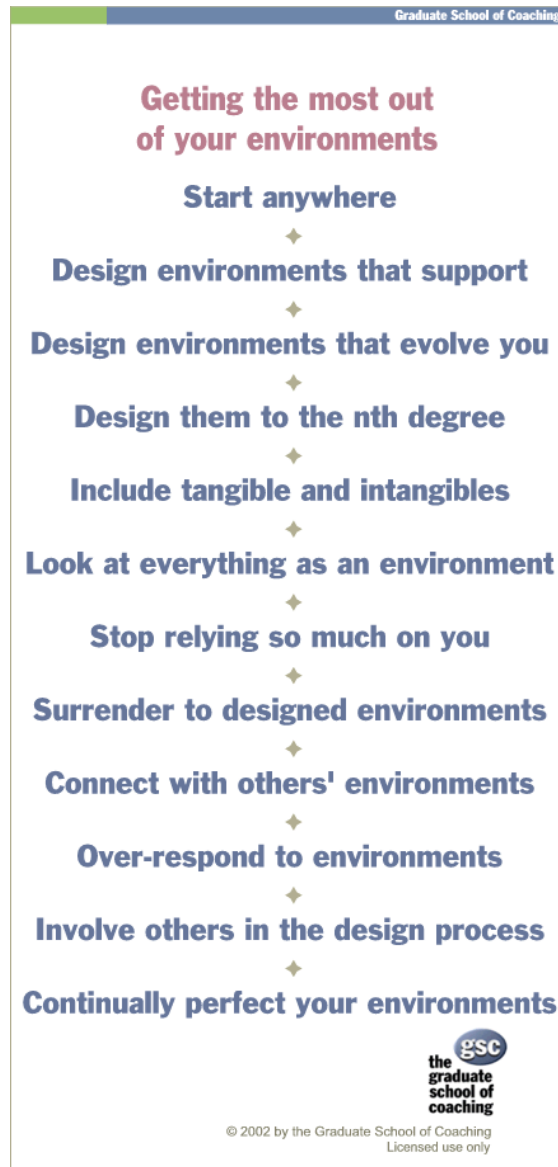 Graduate School of Coaching
Getting the most out
of your environments
Start anywhere
Design environments that support
Design environments that evolve you
Design them to the nth degree
Include tangible and intangibles
Look at everything as an environment
Stop relying so much on you
Surrender to designed environments
Connect with others' environments
Over-respond to environments
Involve others in the design process
Continually perfect your environments
gsc
the
graduate
school of
coaching
© 2002 by the Graduate School of Coaching
Licensed use only